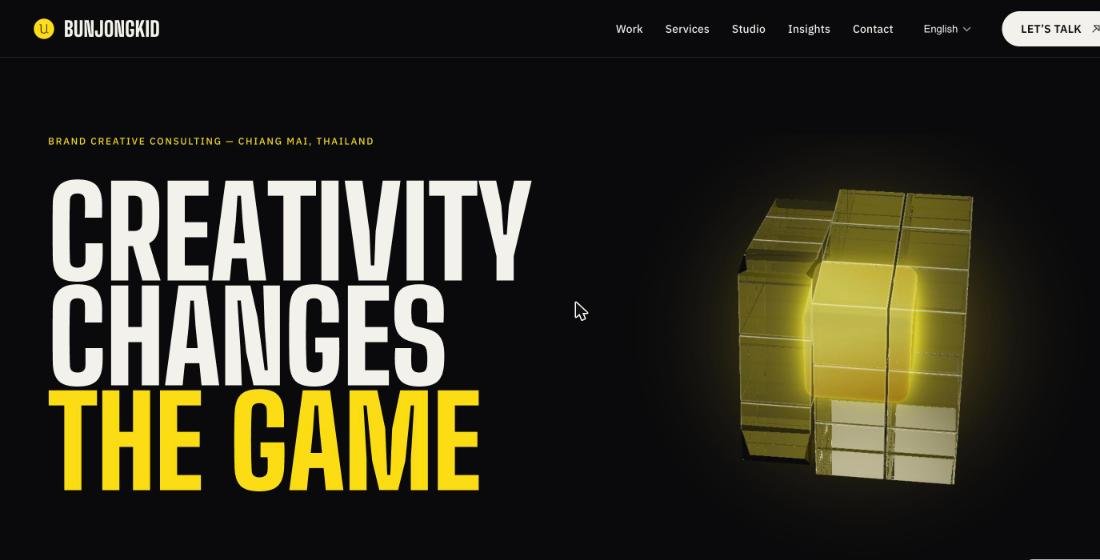 BUNJONGKID
Work
Services
Studio
Insights
Contact
English
LET'S TALK
BRAND CREATIVE CONSULTING — CHIANG MAI, THAILAND
CREATIVITY
CHANGES
THE GAME